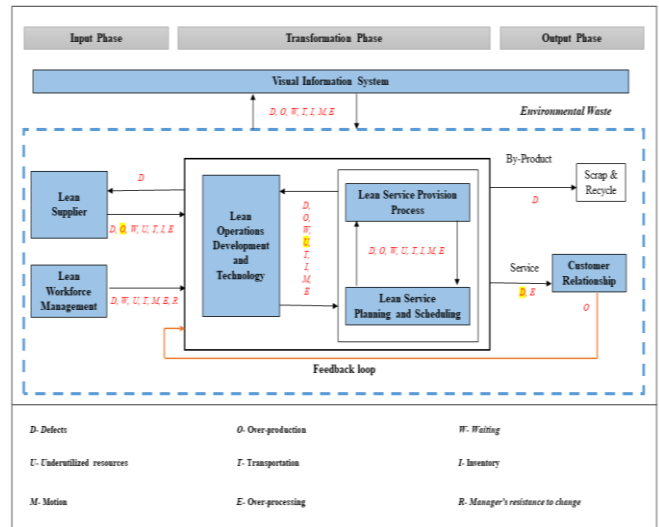 Input Phase
Transformation Phase
Output Phase
Visual Information System
D, O, W, T, I, M, E
Environmental Waste
By-Product
Scrap &
Recycle
D
Lean
Supplier
D
D, O, W, U, T, I, E
Lean
Workforce
Management
D, W, U, T, M, E, R
Lean
Operations
Development
and
Technology
D,
O,
W,
U,
T,
I,
M,
E
Lean Service Provision
Process
D, O, W, U, T, I, M, E
Lean Service
Planning and Scheduling
Service
D, E
Customer
Relationship
O
Feedback loop
D- Defects
O- Over-production
W- Waiting
U- Underutilized resources
T- Transportation
I- Inventory
M- Motion
E- Over-processing
R- Manager's resistance to change